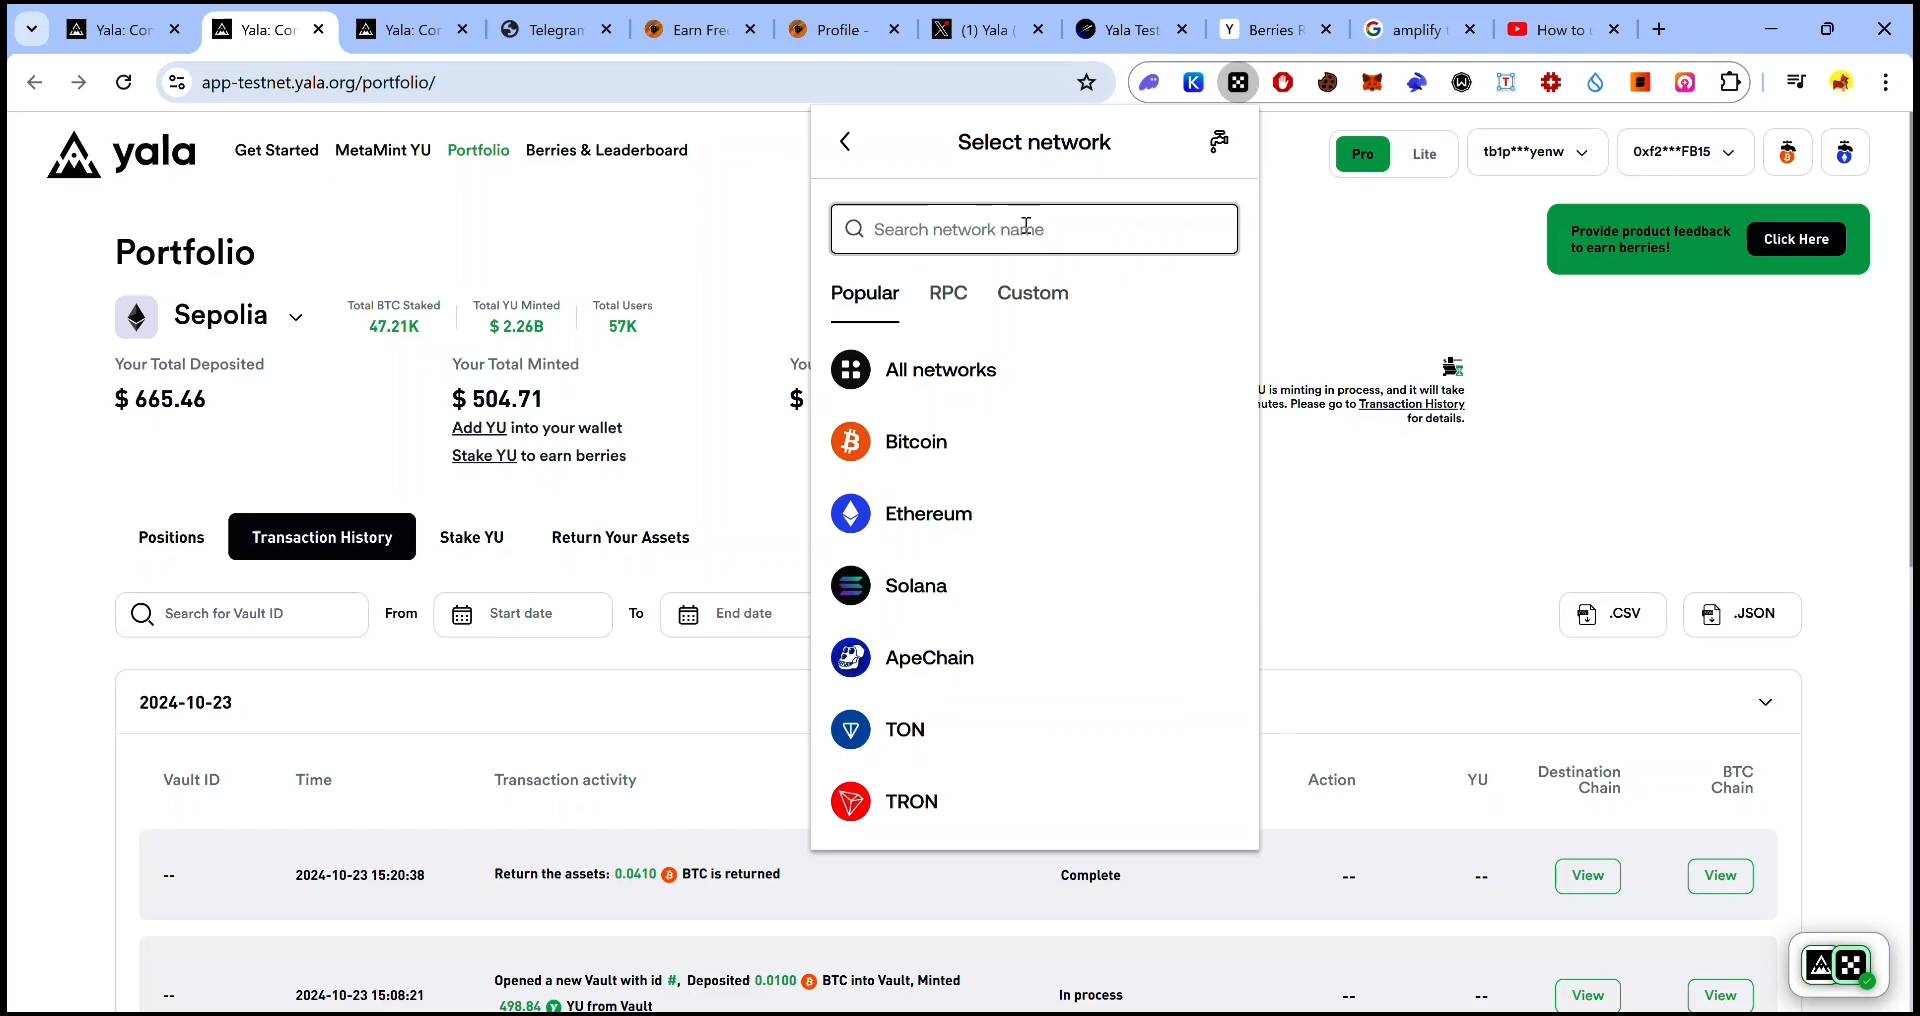 Yala: Cor
Yala: Cor
Yala: Cor
Telegram
Earn Fre
Profile -
(1) Yala (
Yala Test
Berries R
amplify t
How to u
app-testnet.yala.org/portfolio/
yala
Get Started
MetaMint YU
Portfolio
Berries & Leaderboard
Pro
Lite
tb1p***yenw
0xf2***FB15
Provide product feedback
to earn berries!
Click Here
Portfolio
Sepolia
Total BTC Staked
47.21K
Total YU Minted
$ 2.26B
Total Users
57K
Your Total Deposited
$ 665.46
Your Total Minted
$ 504.71
Add YU into your wallet
Stake YU to earn berries
You
$
U is minting in process, and it will take
utes. Please go to Transaction History
for details.
Positions
Transaction History
Stake YU
Return Your Assets
Search for Vault ID
From
Start date
To
End date
.CSV
.JSON
2024-10-23
Vault ID
Time
Transaction activity
Action
YU
Destination
Chain
BTC
Chain
--
2024-10-23 15:20:38
Return the assets: 0.0410 BTC is returned
Complete
--
--
View
View
--
2024-10-23 15:08:21
Opened a new Vault with id #, Deposited 0.0100 BTC into Vault, Minted
498.84 YU from Vault
In process
--
--
View
View
Select network
Search network name
Popular
RPC
Custom
All networks
Bitcoin
Ethereum
Solana
ApeChain
TON
TRON